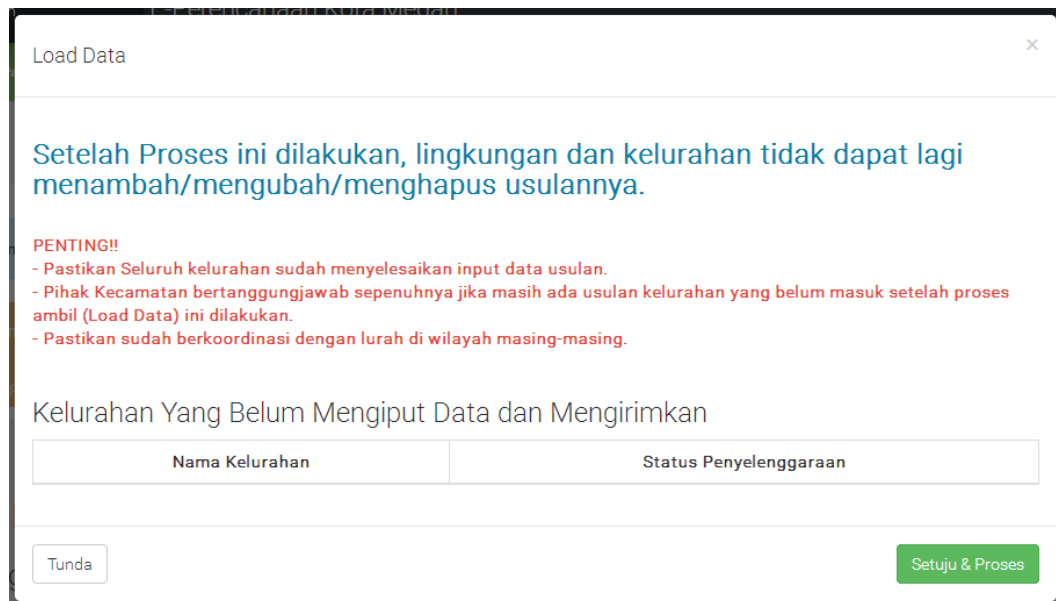 -Perencanaan Kota Medan
Load Data
×
Setelah Proses ini dilakukan, lingkungan dan kelurahan tidak dapat lagi
menambah/mengubah/menghapus usulannya.
PENTING!!
- Pastikan Seluruh kelurahan sudah menyelesaikan input data usulan.
- Pihak Kecamatan bertanggungjawab sepenuhnya jika masih ada usulan kelurahan yang belum masuk setelah proses
ambil (Load Data) ini dilakukan.
- Pastikan sudah berkoordinasi dengan lurah di wilayah masing-masing.
Kelurahan Yang Belum Mengiput Data dan Mengirimkan
Nama Kelurahan Status Penyelenggaraan
Tunda Setuju & Proses